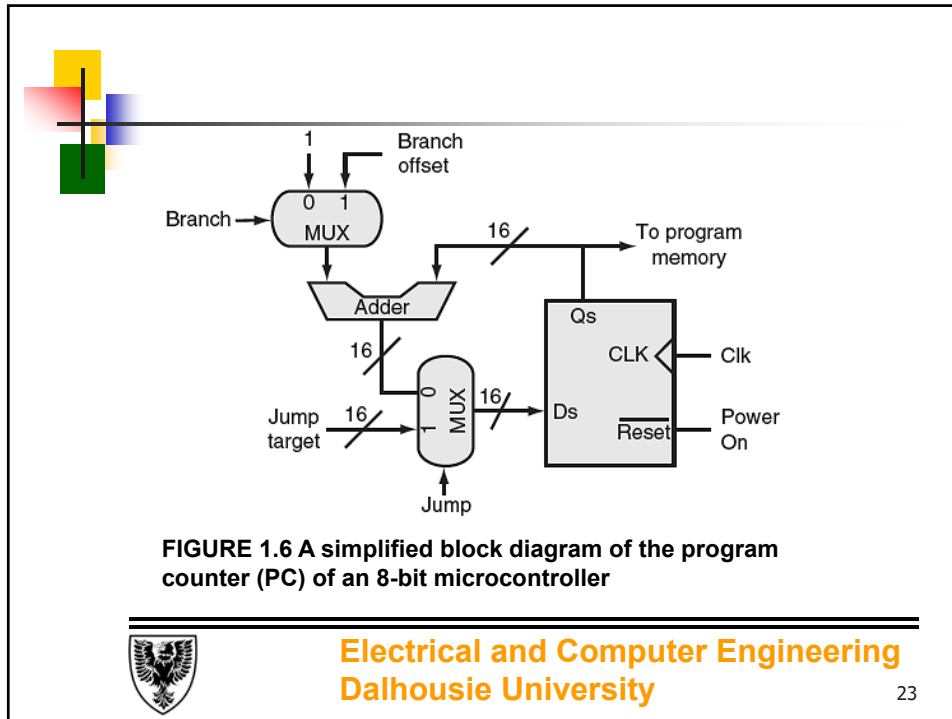 1
Branch
offset
0 1
MUX
Branch
16
To program
memory
Adder
Qs
CLK
Clk
16
0
1
MUX
16
Ds
Jump
target
16
Reset
Power
On
Jump
FIGURE 1.6 A simplified block diagram of the program
counter (PC) of an 8-bit microcontroller
Electrical and Computer Engineering
Dalhousie University
23